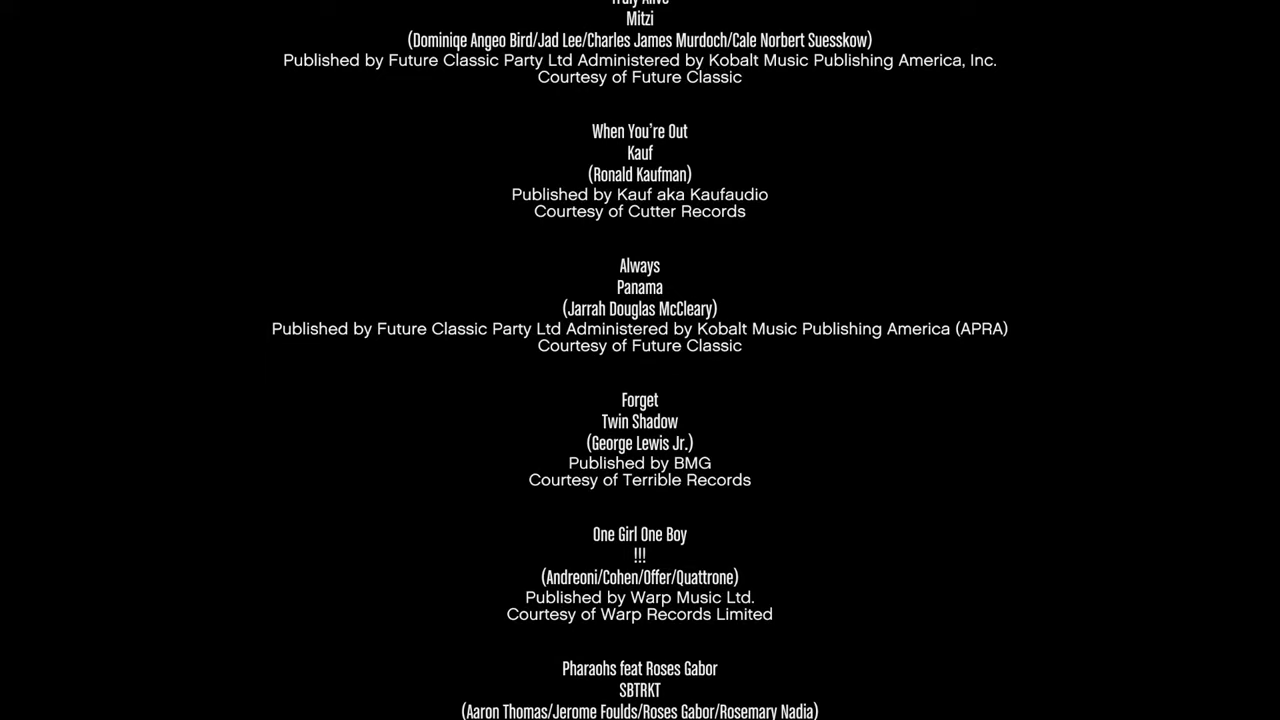 Truly Alive
Mitzi
(Dominiqe Angeo Bird/Jad Lee/Charles James Murdoch/Cale Norbert Suesskow)
Published by Future Classic Party Ltd Administered by Kobalt Music Publishing America, Inc.
Courtesy of Future Classic
When You're Out
Kauf
(Ronald Kaufman)
Published by Kauf aka Kaufaudio
Courtesy of Cutter Records
Always
Panama
(Jarrah Douglas McCleary)
Published by Future Classic Party Ltd Administered by Kobalt Music Publishing America (APRA)
Courtesy of Future Classic
Forget
Twin Shadow
(George Lewis Jr.)
Published by BMG
Courtesy of Terrible Records
One Girl One Boy
!!!
(Andreoni/Cohen/Offer/Quattrone)
Published by Warp Music Ltd.
Courtesy of Warp Records Limited
Pharaohs feat Roses Gabor
SBTRKT
(Aaron Thomas/Jerome Foulds/Roses Gabor/Rosemary Nadia)